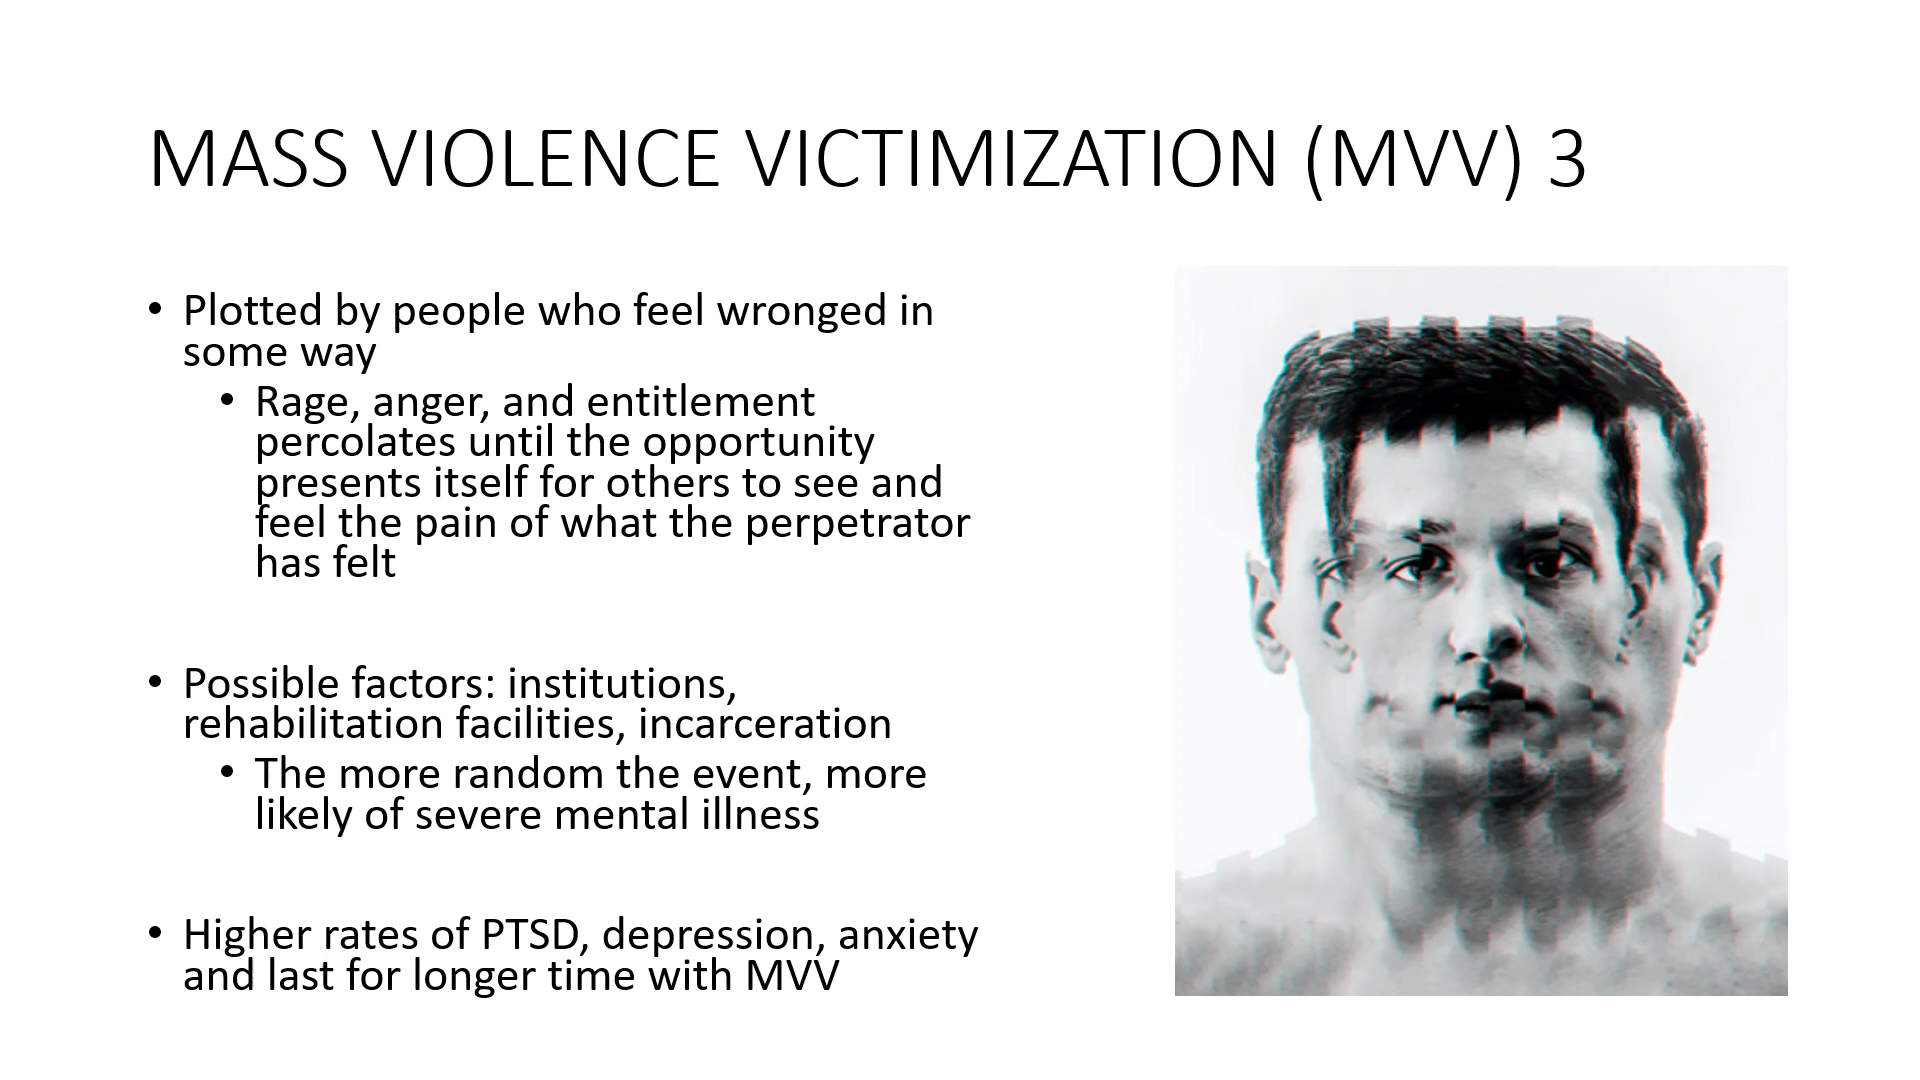 MASS VIOLENCE VICTIMIZATION (MVV) 3
• Plotted by people who feel wronged in
some way
• Rage, anger, and entitlement
percolates until the opportunity
presents itself for others to see and
feel the pain of what the perpetrator
has felt
• Possible factors: institutions,
rehabilitation facilities, incarceration
• The more random the event, more
likely of severe mental illness
• Higher rates of PTSD, depression, anxiety
and last for longer time with MVV